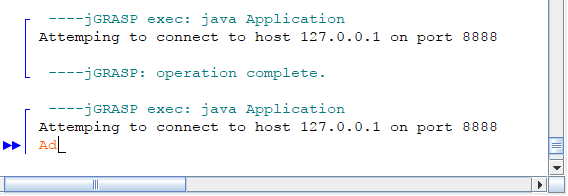 ----jGRASP exec: java Application
Attemping to connect to host 127.0.0.1 on port 8888
----jGRASP: operation complete.
----jGRASP exec: java Application
Attemping to connect to host 127.0.0.1 on port 8888
Ad